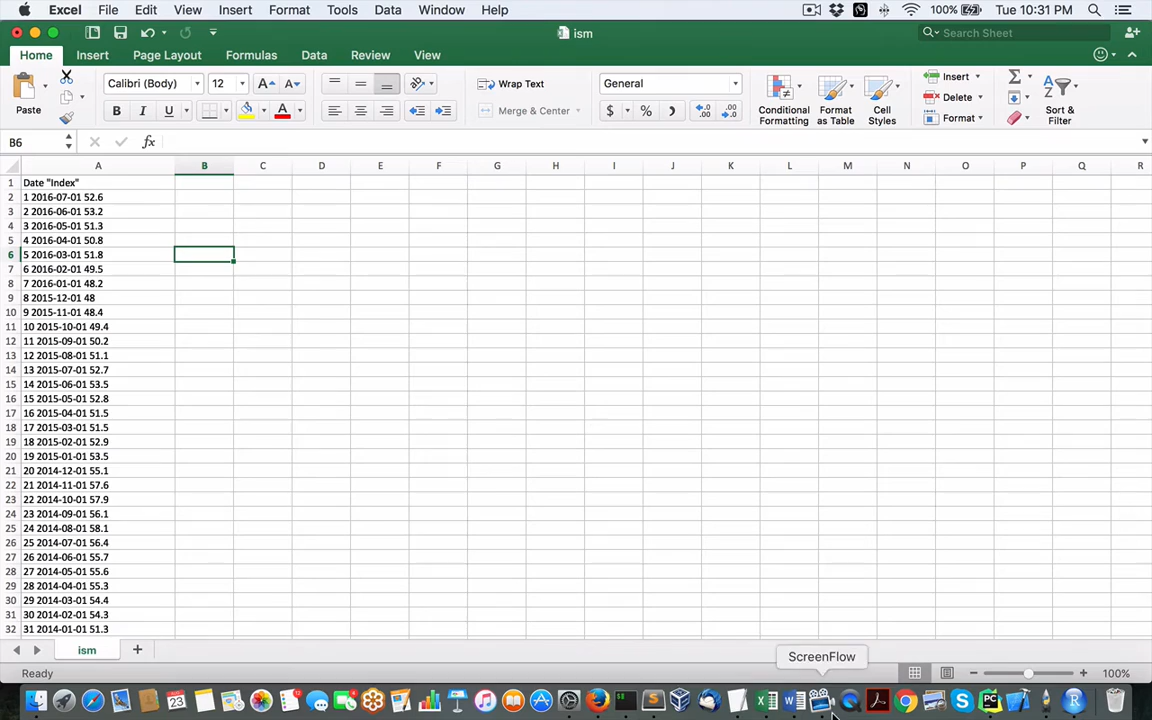 Excel File Edit View Insert Format Tools Data Window Help 100% Tue 10:31 PM
ism Search Sheet
Home Insert Page Layout Formulas Data Review View
Paste Calibri (Body) 12 Wrap Text General Conditional Formatting Format as Table Cell Styles Insert Sort & Filter
B I U Merge & Center $ % Delete
Format
B6 fx
A B C D E F G H I J K L M N O P Q R
1 Date "Index"
2 1 2016-07-01 52.6
3 2 2016-06-01 53.2
4 3 2016-05-01 51.3
5 4 2016-04-01 50.8
6 5 2016-03-01 51.8
7 6 2016-02-01 49.5
8 7 2016-01-01 48.2
9 8 2015-12-01 48
10 9 2015-11-01 48.4
11 10 2015-10-01 49.4
12 11 2015-09-01 50.2
13 12 2015-08-01 51.1
14 13 2015-07-01 52.7
15 14 2015-06-01 53.5
16 15 2015-05-01 52.8
17 16 2015-04-01 51.5
18 17 2015-03-01 51.5
19 18 2015-02-01 52.9
20 19 2015-01-01 53.5
21 20 2014-12-01 55.1
22 21 2014-11-01 57.6
23 22 2014-10-01 57.9
24 23 2014-09-01 56.1
25 24 2014-08-01 58.1
26 25 2014-07-01 56.4
27 26 2014-06-01 55.7
28 27 2014-05-01 55.6
29 28 2014-04-01 55.3
30 29 2014-03-01 54.4
31 30 2014-02-01 54.3
32 31 2014-01-01 51.3
ism
ScreenFlow
Ready 100%